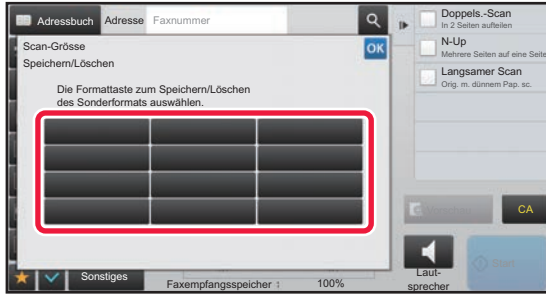 Adressbuch
Adresse
Faxnummer
Scan-Grösse
OK
Speichern/Löschen
Die Formattaste zum Speichern/Löschen
des Sonderformats auswählen.
Sonstiges
Faxempfangsspeicher :
100%
Doppels.-Scan
In 2 Seiten aufteilen
N-Up
Mehrere Seiten auf eine Seite
Langsamer Scan
Orig. m. dünnem Pap. sc.
CA
Start
Laut-
sprecher